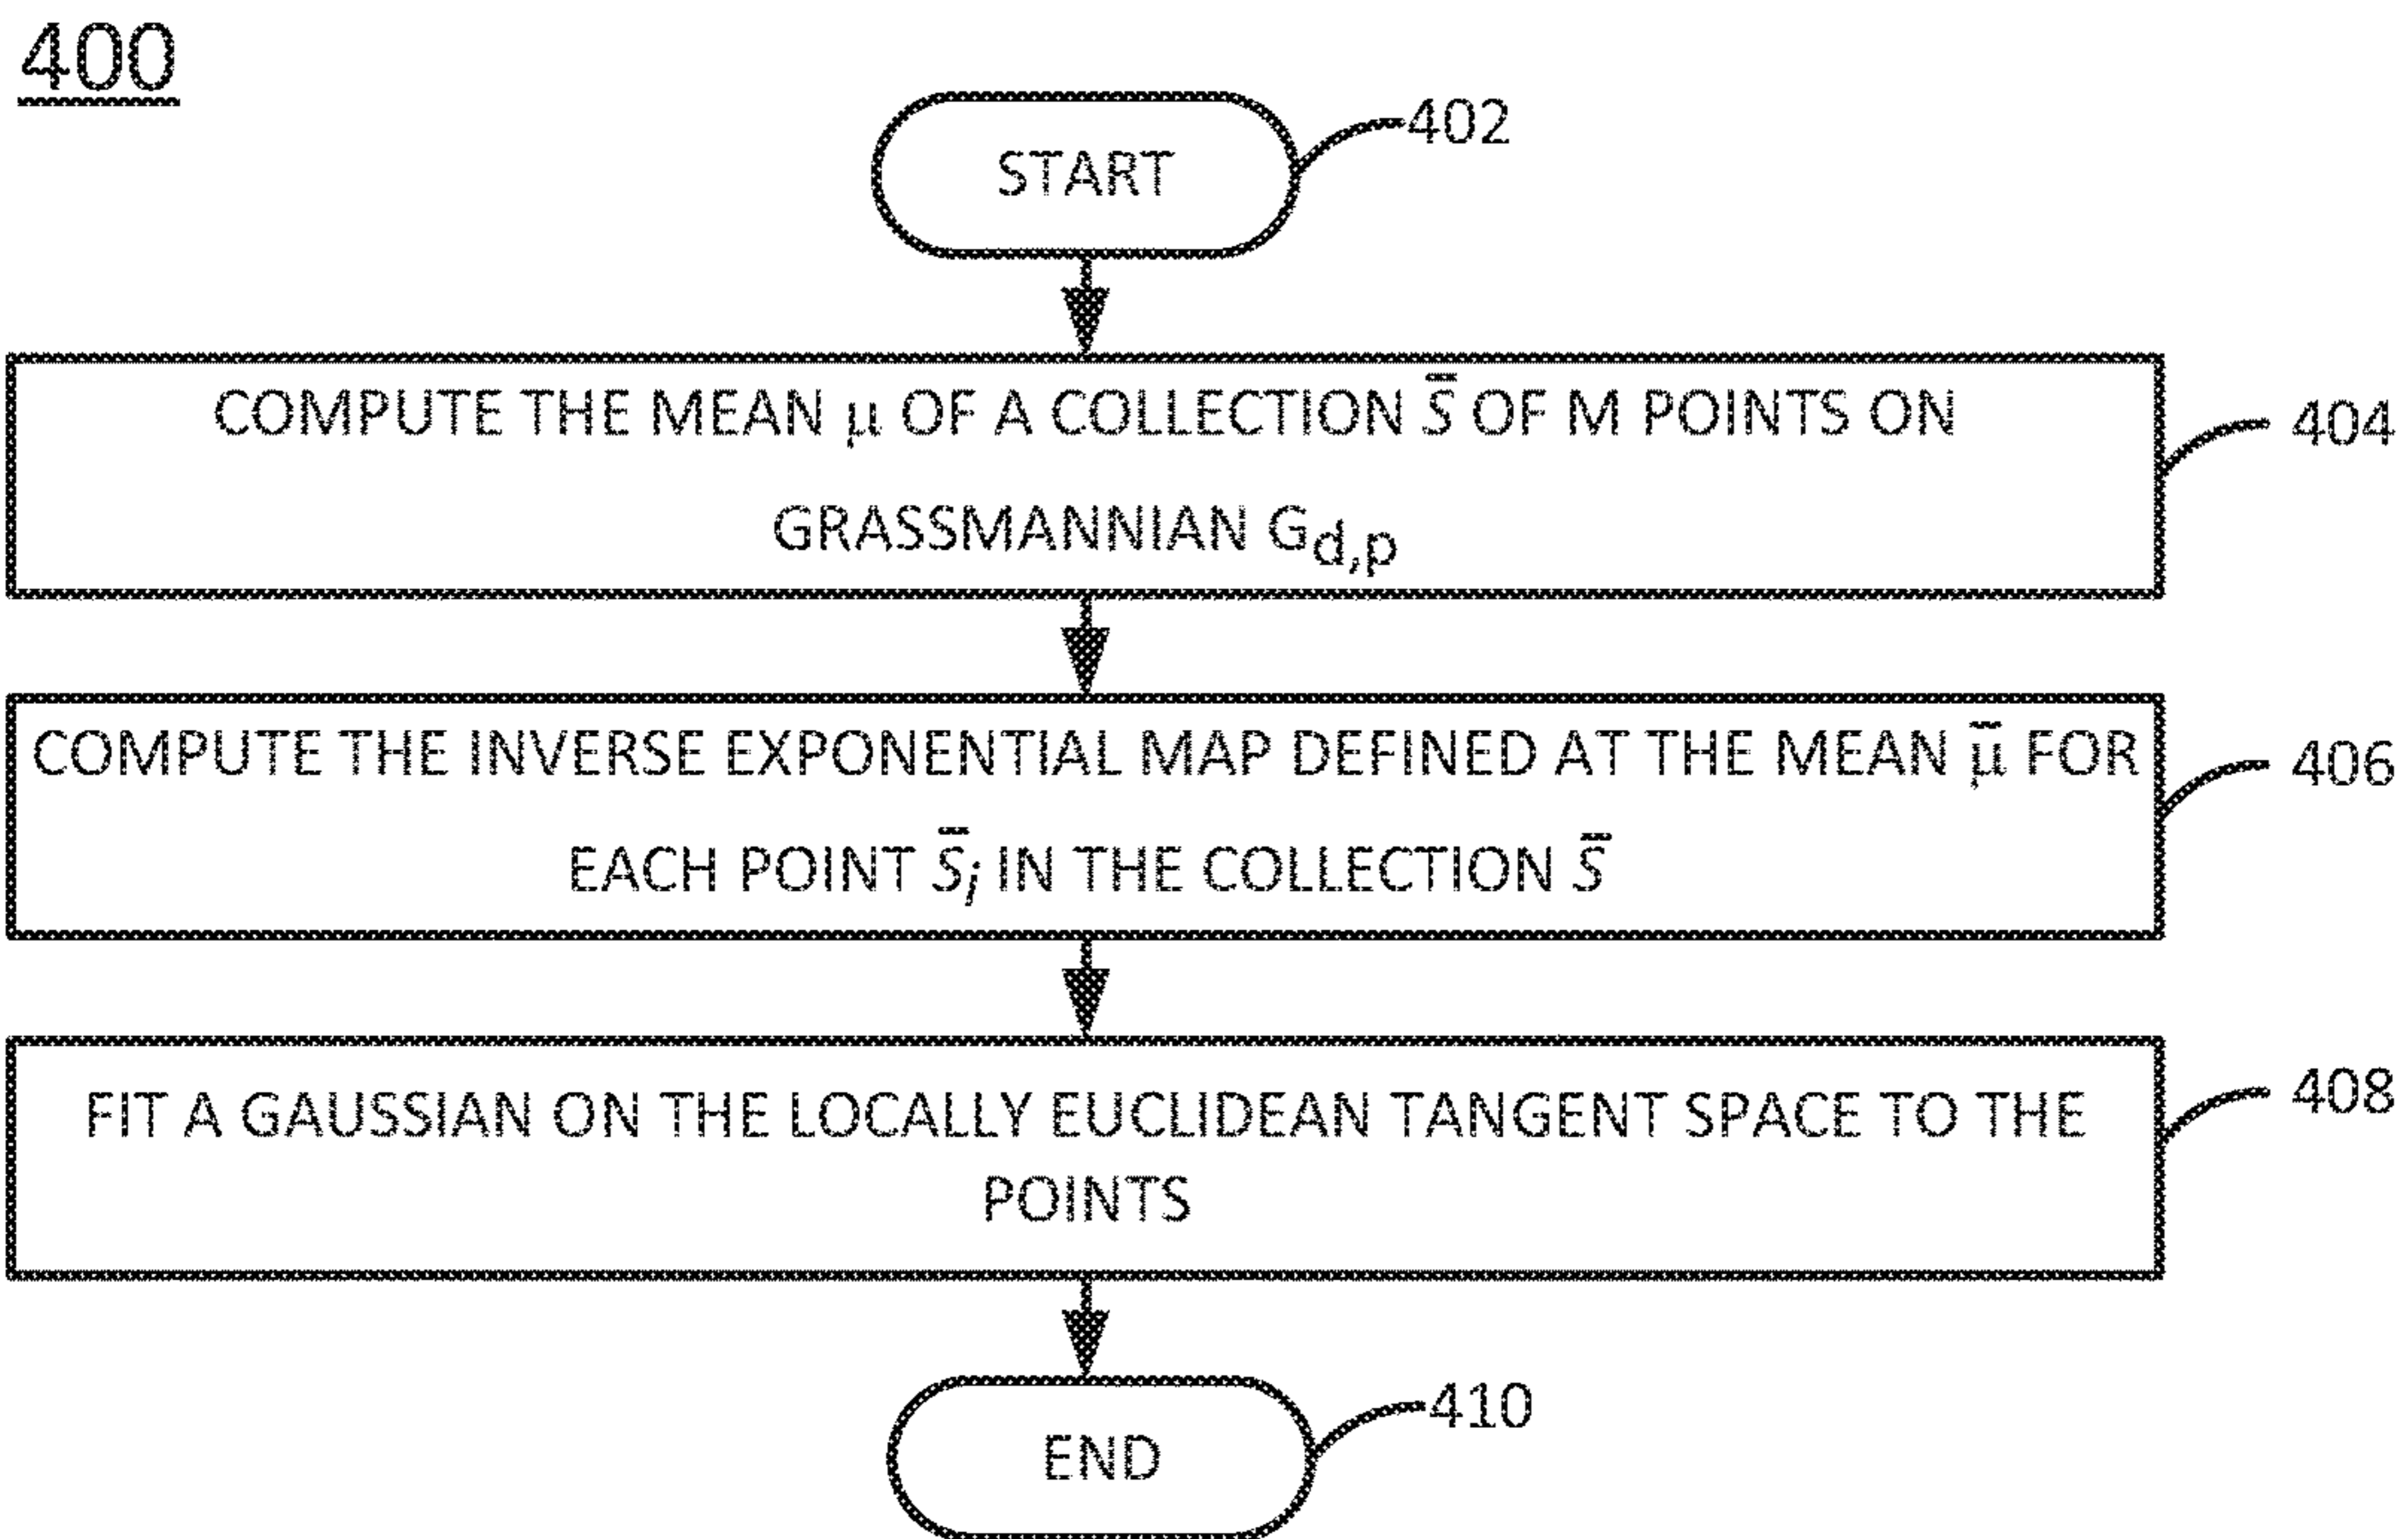 400
START
402
COMPUTE THE MEAN μ OF A COLLECTION S̅ OF M POINTS ON
GRASSMANNIAN Gd,p
404
COMPUTE THE INVERSE EXPONENTIAL MAP DEFINED AT THE MEAN μ̅ FOR
EACH POINT S̅i IN THE COLLECTION S̅
406
FIT A GAUSSIAN ON THE LOCALLY EUCLIDEAN TANGENT SPACE TO THE
POINTS
408
END
410